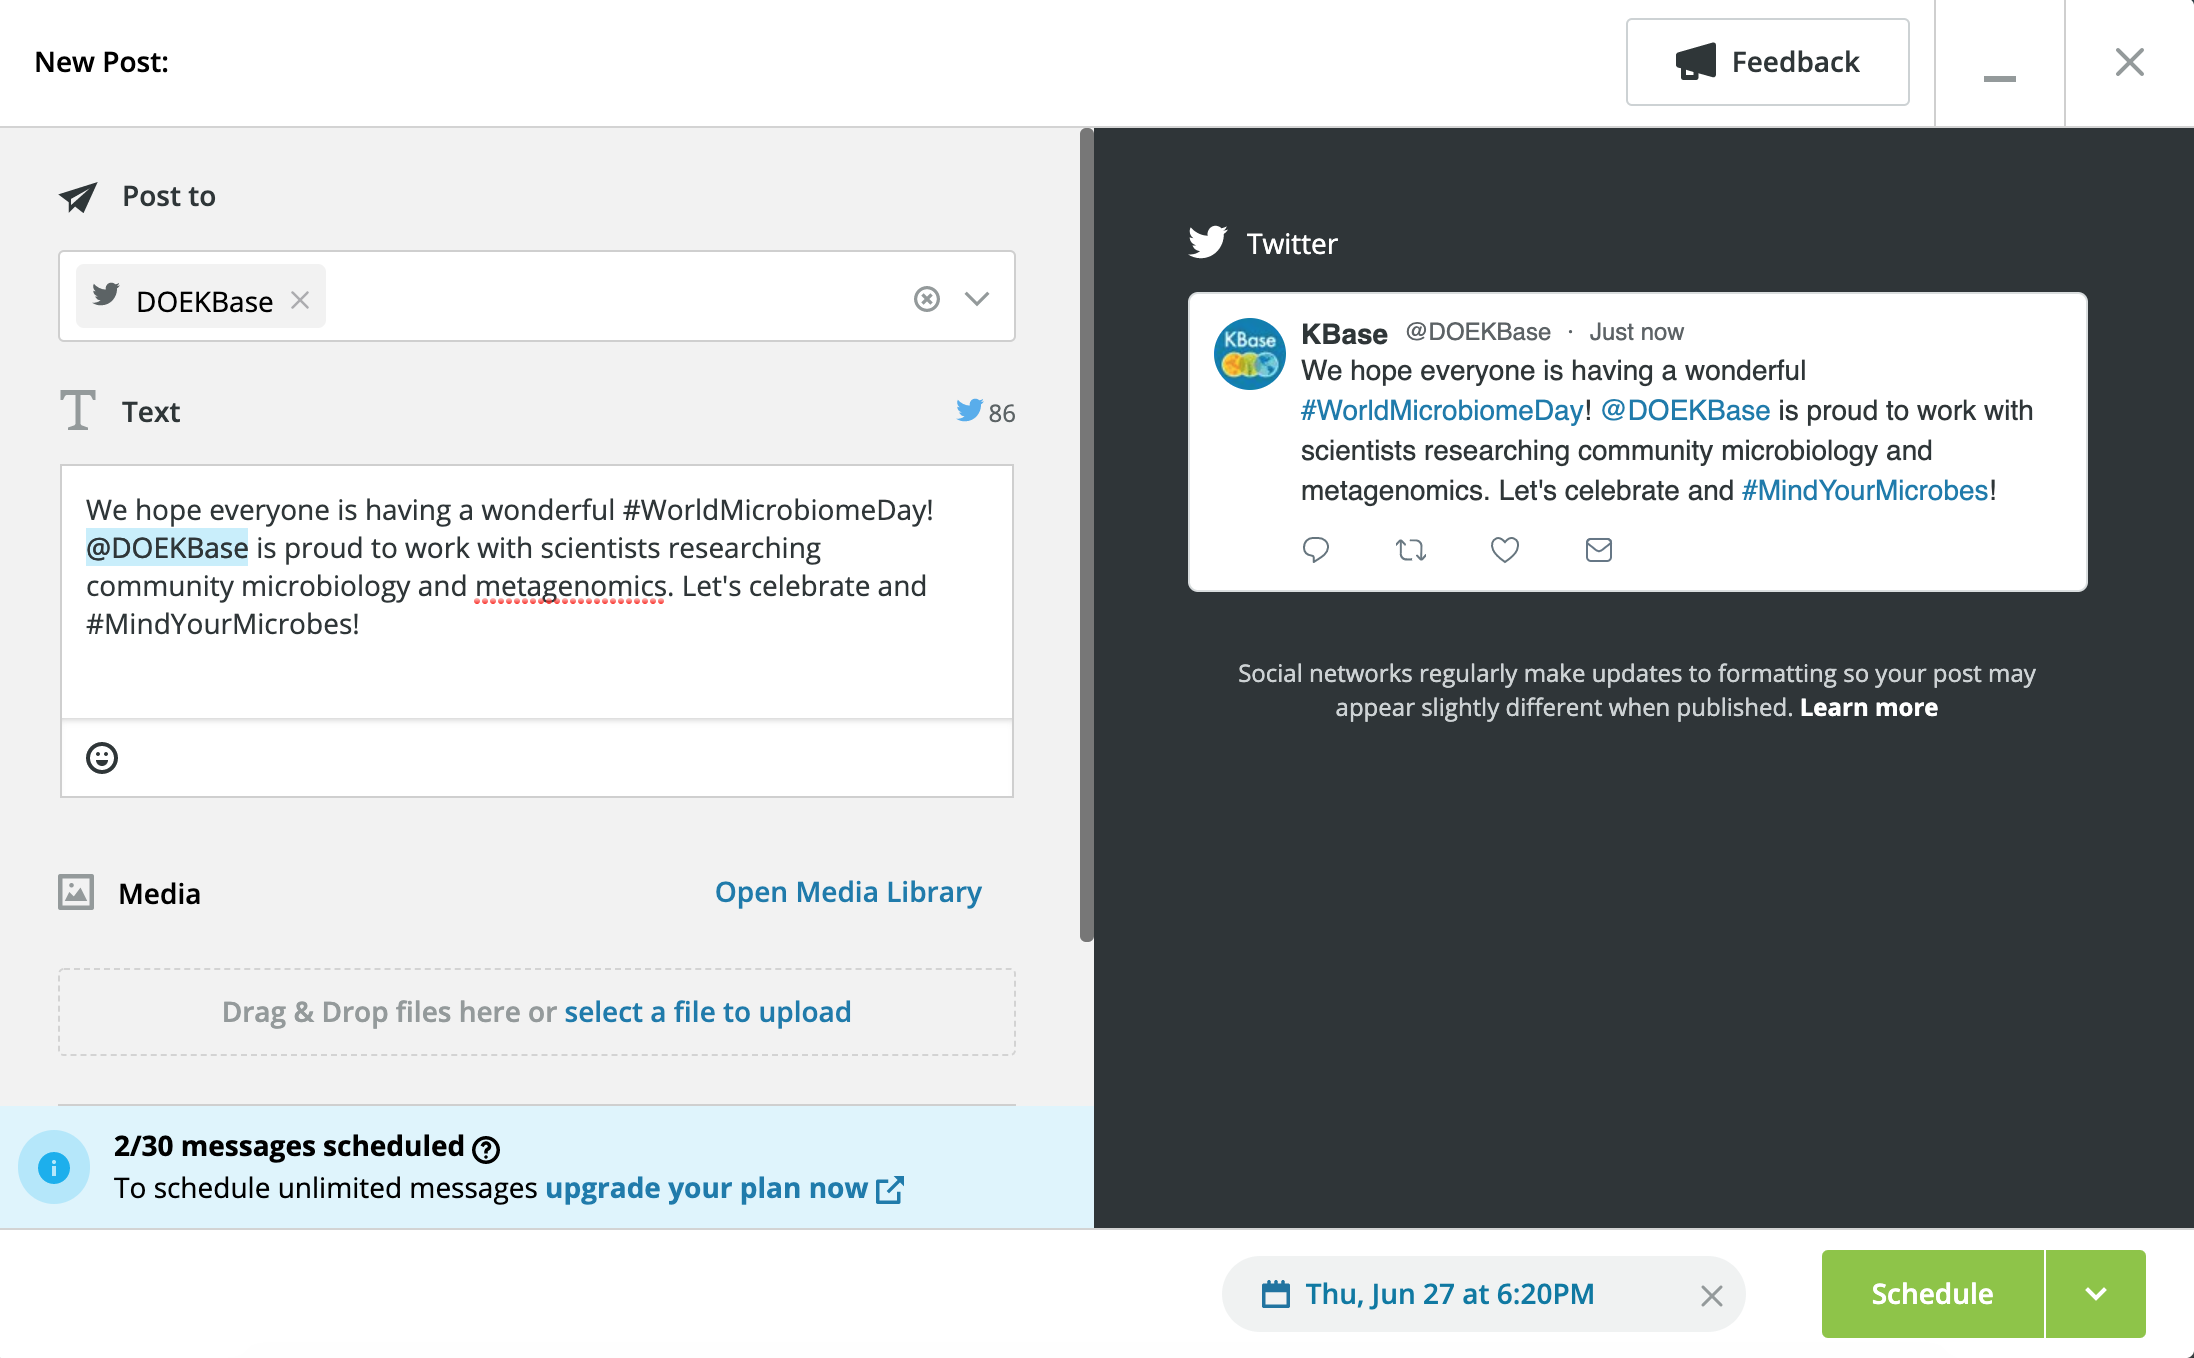 New Post:
Feedback
Post to
DOEKBase
Text
86
We hope everyone is having a wonderful #WorldMicrobiomeDay!
@DOEKBase is proud to work with scientists researching
community microbiology and metagenomics. Let's celebrate and
#MindYourMicrobes!
Media
Open Media Library
Drag & Drop files here or select a file to upload
2/30 messages scheduled
To schedule unlimited messages upgrade your plan now
Twitter
KBase
KBase @DOEKBase · Just now
We hope everyone is having a wonderful
#WorldMicrobiomeDay! @DOEKBase is proud to work with
scientists researching community microbiology and
metagenomics. Let's celebrate and #MindYourMicrobes!
Social networks regularly make updates to formatting so your post may
appear slightly different when published. Learn more
Thu, Jun 27 at 6:20PM
Schedule